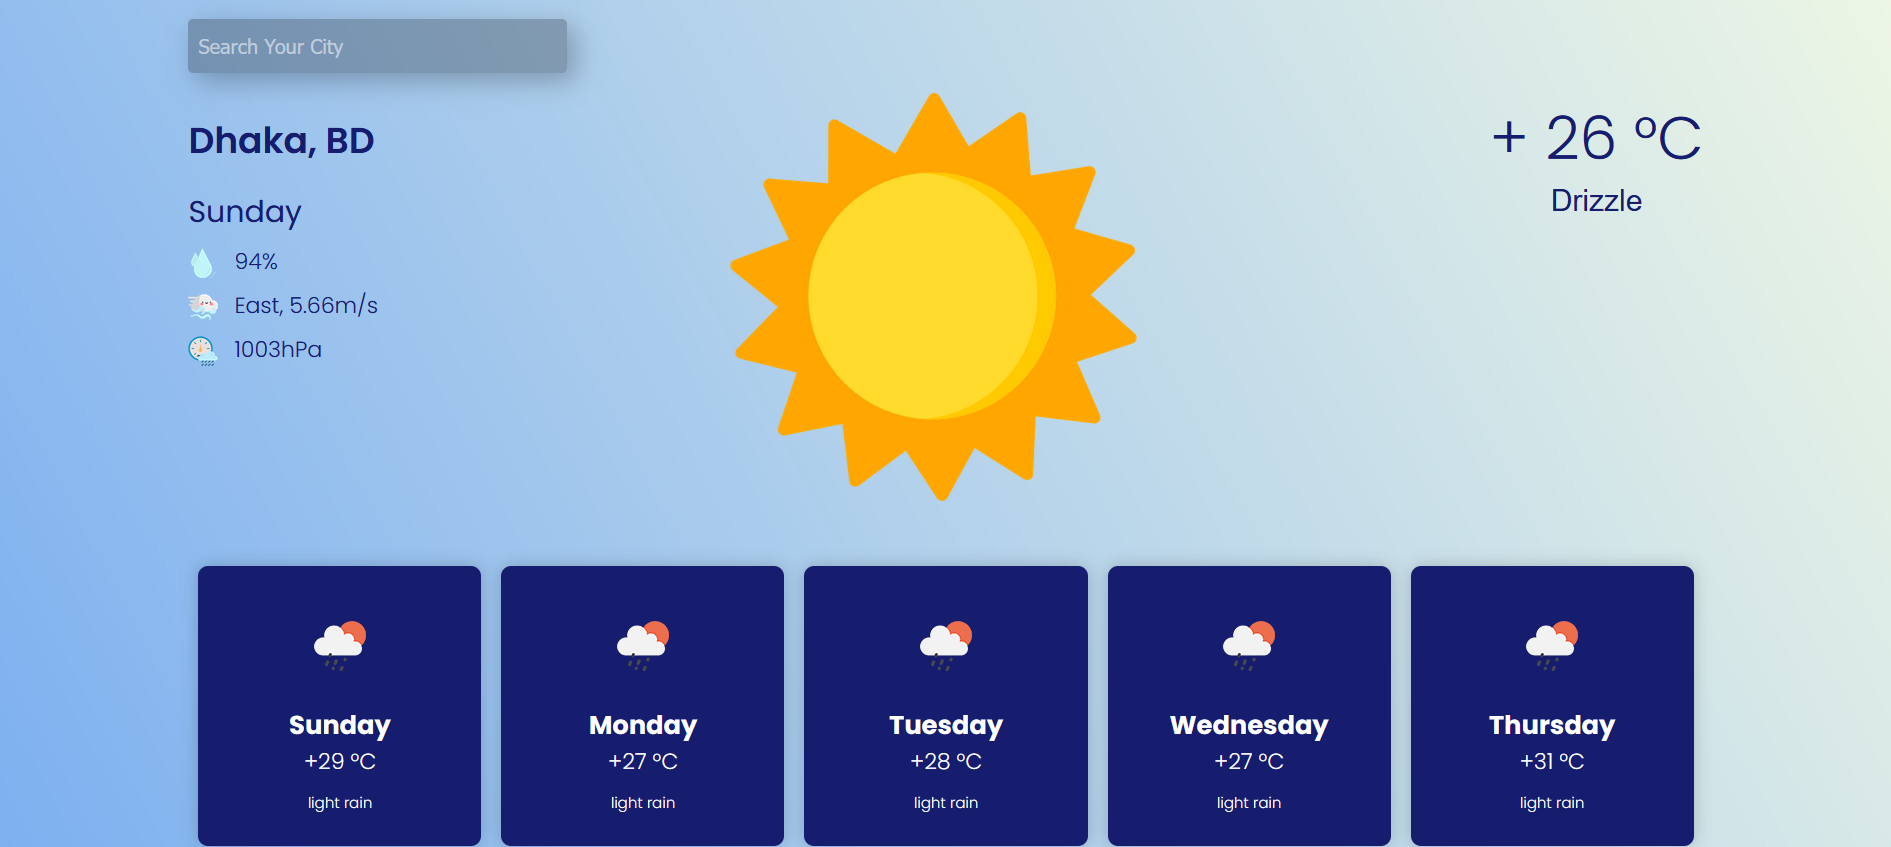 Search Your City
Dhaka, BD
Sunday
94%
East, 5.66m/s
1003hPa
+ 26 °C
Drizzle
Sunday
+29 °C
light rain
Monday
+27 °C
light rain
Tuesday
+28 °C
light rain
Wednesday
+27 °C
light rain
Thursday
+31 °C
light rain